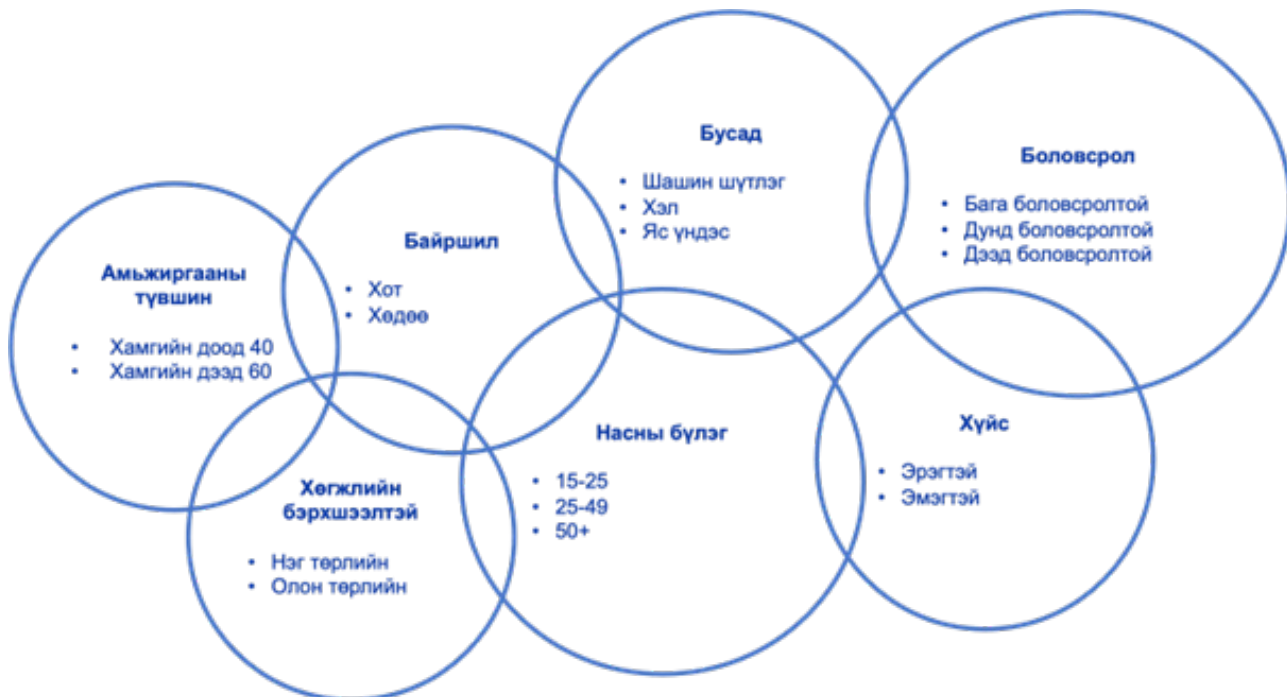 Амьжиргааны
түвшин
• Хамгийн доод 40
• Хамгийн дээд 60
Байршил
• Хот
• Хөдөө
Бусад
• Шашин шүтлэг
• Хэл
• Яс үндэс
Боловсрол
• Бага боловсролтой
• Дунд боловсролтой
• Дээд боловсролтой
Хөгжлийн
бэрхшээлтэй
• Нэг төрлийн
• Олон төрлийн
Насны бүлэг
• 15-25
• 25-49
• 50+
Хүйс
• Эрэгтэй
• Эмэгтэй